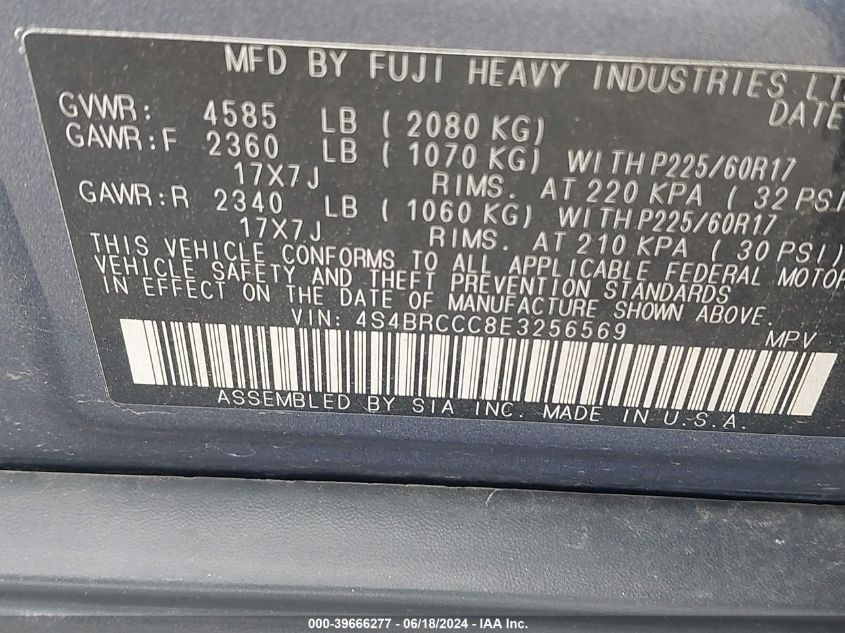 MFD BY FUJI HEAVY INDUSTRIES
DATE
GVWR: 4585 LB ( 2080 KG)
GAWR:F 2360 LB ( 1070 KG) WITH P225/60R17
17X7J RIMS. AT 220 KPA ( 32 PSI
GAWR:R 2340 LB ( 1060 KG) WITH P225/60R17
17X7J RIMS. AT 210 KPA ( 30 PSI)
THIS VEHICLE CONFORMS TO ALL APPLICABLE FEDERAL MOTOR
VEHICLE SAFETY AND THEFT PREVENTION STANDARDS
IN EFFECT ON THE DATE OF MANUFACTURE SHOWN ABOVE.
VIN: 4S4BRCCC8E3256569 MPV
ASSEMBLED BY SIA INC. MADE IN U.S.A.
000-39666277 - 06/18/2024 - IAA Inc.